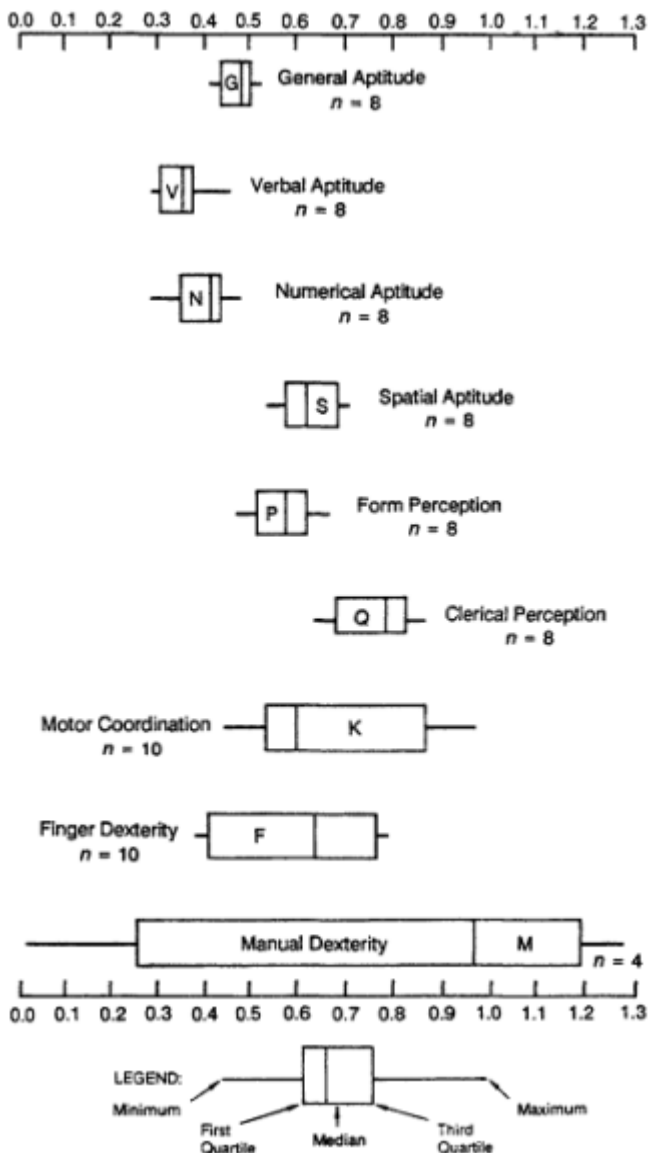 0.0 0.1 0.2 0.3 0.4 0.5 0.6 0.7 0.8 0.9 1.0 1.1 1.2 1.3
G General Aptitude
n = 8
V Verbal Aptitude
n = 8
N Numerical Aptitude
n = 8
S Spatial Aptitude
n = 8
P Form Perception
n = 8
Q Clerical Perception
n = 8
Motor Coordination K
n = 10
Finger Dexterity F
n = 10
Manual Dexterity M
n = 4
0.0 0.1 0.2 0.3 0.4 0.5 0.6 0.7 0.8 0.9 1.0 1.1 1.2 1.3
LEGEND:
Minimum Maximum
First Quartile Median Third Quartile